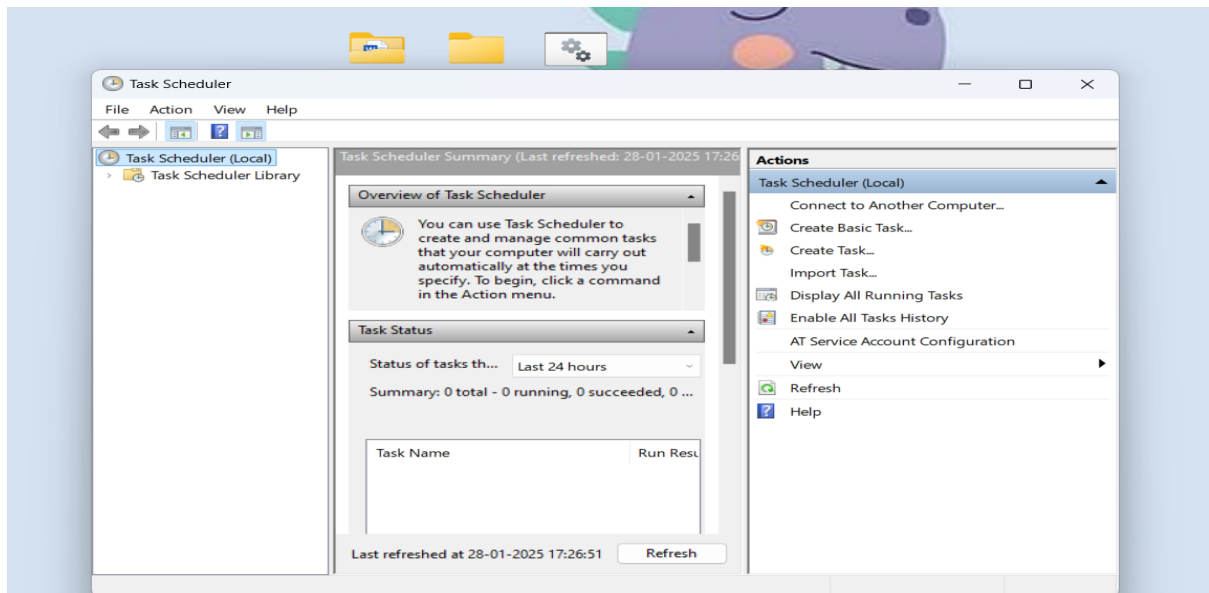 Task Scheduler
File Action View Help
Task Scheduler (Local)
Task Scheduler Library
Task Scheduler Summary (Last refreshed: 28-01-2025 17:26
Overview of Task Scheduler
You can use Task Scheduler to
create and manage common tasks
that your computer will carry out
automatically at the times you
specify. To begin, click a command
in the Action menu.
Task Status
Status of tasks th... Last 24 hours
Summary: 0 total - 0 running, 0 succeeded, 0 ...
Task Name Run Resu
Last refreshed at 28-01-2025 17:26:51 Refresh
Actions
Task Scheduler (Local)
Connect to Another Computer...
Create Basic Task...
Create Task...
Import Task...
Display All Running Tasks
Enable All Tasks History
AT Service Account Configuration
View
Refresh
Help